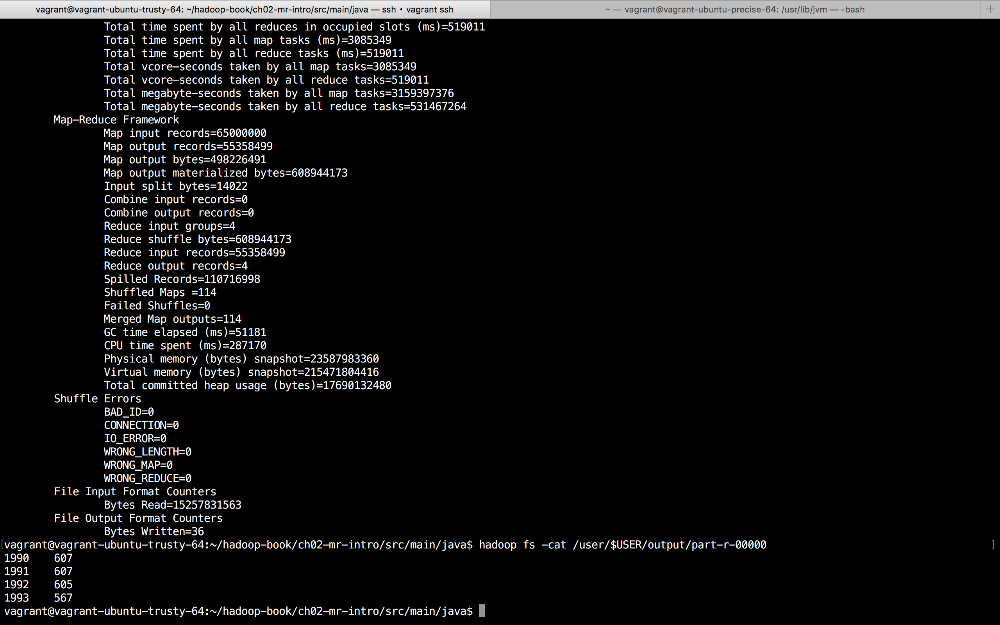 vagrant@vagrant-ubuntu-trusty-64: ~/hadoop-book/ch02-mr-intro/src/main/java — ssh ◂ vagrant ssh
~ — vagrant@vagrant-ubuntu-precise-64: /usr/lib/jvm — -bash
+
Total time spent by all reduces in occupied slots (ms)=519011
Total time spent by all map tasks (ms)=3085349
Total time spent by all reduce tasks (ms)=519011
Total vcore-seconds taken by all map tasks=3085349
Total vcore-seconds taken by all reduce tasks=519011
Total megabyte-seconds taken by all map tasks=3159397376
Total megabyte-seconds taken by all reduce tasks=531467264
Map-Reduce Framework
Map input records=65000000
Map output records=55358499
Map output bytes=498226491
Map output materialized bytes=608944173
Input split bytes=14022
Combine input records=0
Combine output records=0
Reduce input groups=4
Reduce shuffle bytes=608944173
Reduce input records=55358499
Reduce output records=4
Spilled Records=110716998
Shuffled Maps =114
Failed Shuffles=0
Merged Map outputs=114
GC time elapsed (ms)=51181
CPU time spent (ms)=287170
Physical memory (bytes) snapshot=23587983360
Virtual memory (bytes) snapshot=215471804416
Total committed heap usage (bytes)=17690132480
Shuffle Errors
BAD_ID=0
CONNECTION=0
IO_ERROR=0
WRONG_LENGTH=0
WRONG_MAP=0
WRONG_REDUCE=0
File Input Format Counters
Bytes Read=15257831563
File Output Format Counters
Bytes Written=36
[vagrant@vagrant-ubuntu-trusty-64:~/hadoop-book/ch02-mr-intro/src/main/java$ hadoop fs -cat /user/$USER/output/part-r-00000 ]
1990 607
1991 607
1992 605
1993 567
vagrant@vagrant-ubuntu-trusty-64:~/hadoop-book/ch02-mr-intro/src/main/java$